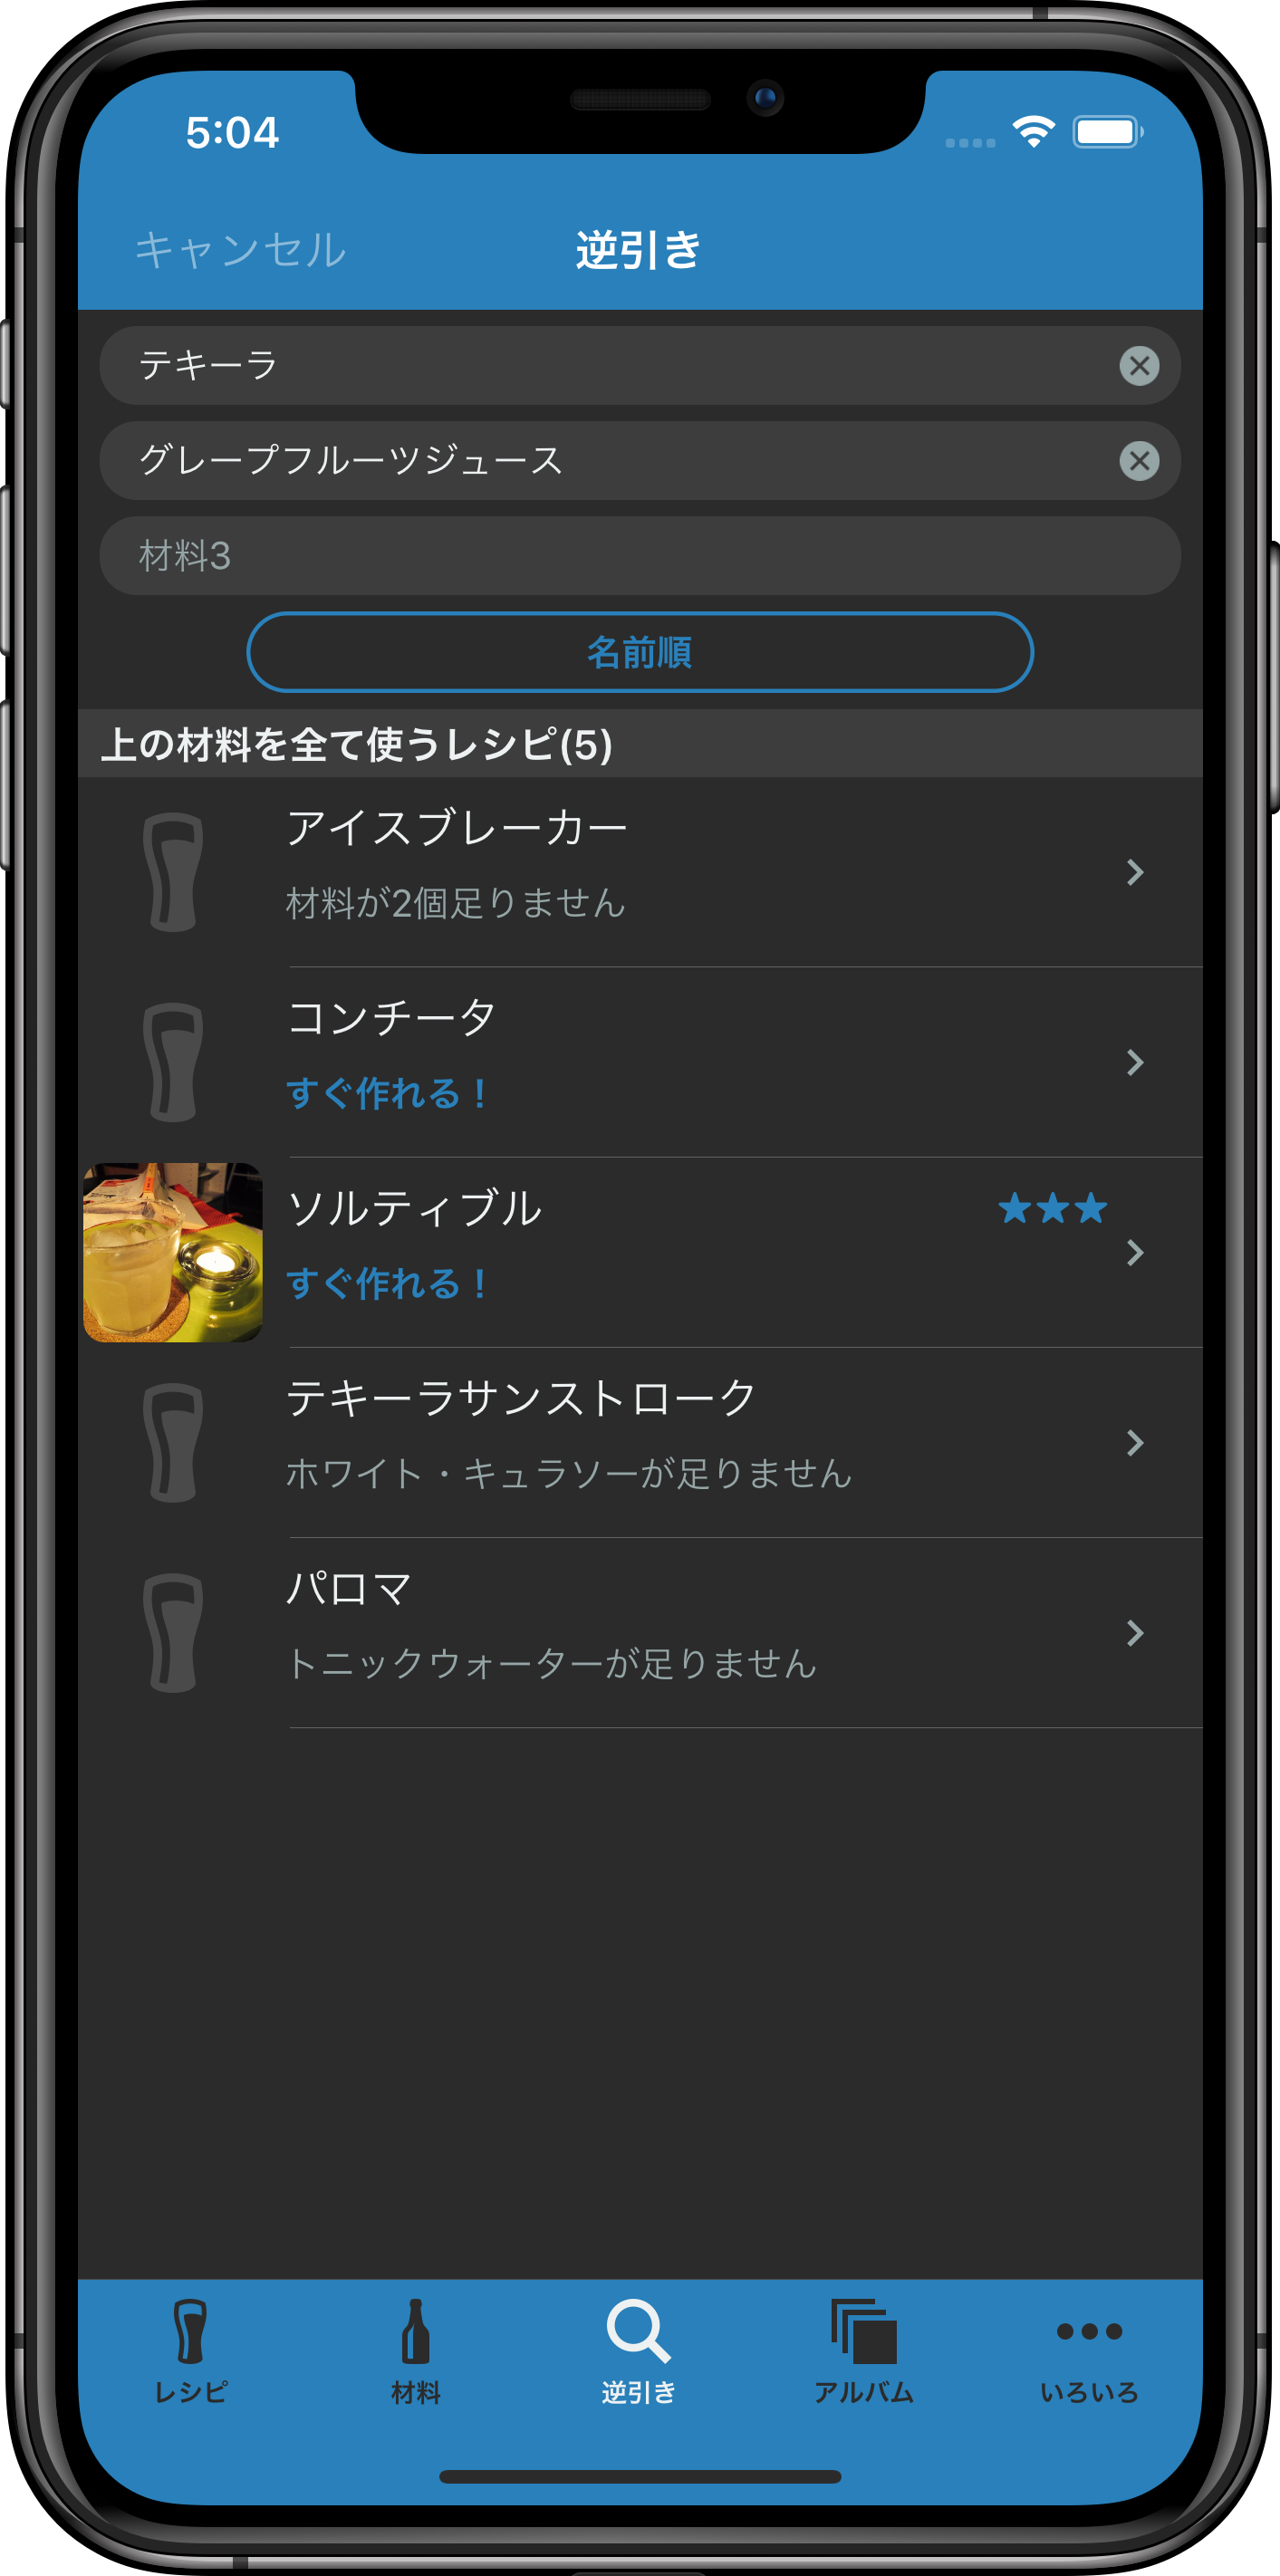 5:04
キャンセル
逆引き
テキーラ
グレープフルーツジュース
材料3
名前順
上の材料を全て使うレシピ(5)
アイスブレーカー
材料が2個足りません
コンチータ
すぐ作れる！
ソルティブル
すぐ作れる！
テキーラサンストローク
ホワイト・キュラソーが足りません
パロマ
トニックウォーターが足りません
レシピ
材料
逆引き
アルバム
いろいろ